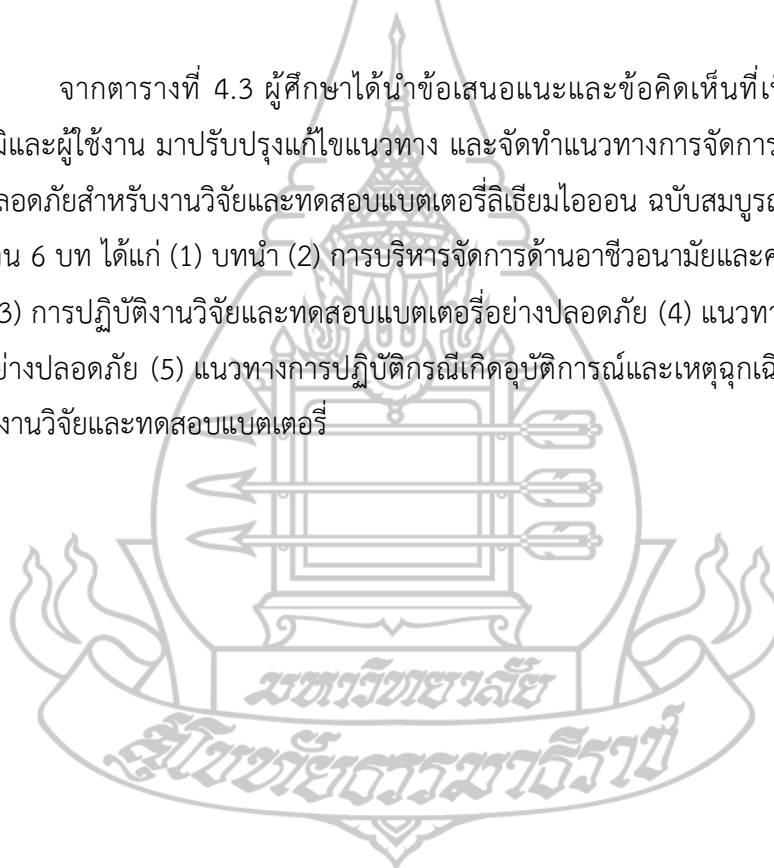 จากตารางที่ 4.3 ผู้ศึกษาได้นำข้อเสนอแนะและข้อคิดเห็นที่
และผู้ใช้งาน มาปรับปรุงแก้ไขแนวทาง และจัดทำแนวทางการจัดการ
ปลอดภัยสำหรับงานวิจัยและทดสอบแบตเตอรี่ลิเธียมไอออน ฉบับสมบูรณ์
6 บท ได้แก่ (1) บทนำ (2) การบริหารจัดการด้านอาชีวอนามัยและ
3) การปฏิบัติงานวิจัยและทดสอบแบตเตอรี่อย่างปลอดภัย (4) แนวทา
อย่างปลอดภัย (5) แนวทางการปฏิบัติกรณีเกิดอุบัติการณ์และเหตุฉุกเฉิ
งานวิจัยและทดสอบแบตเตอรี่
มหาวิทยาลัย
สุโขทัยธรรมาธิราช